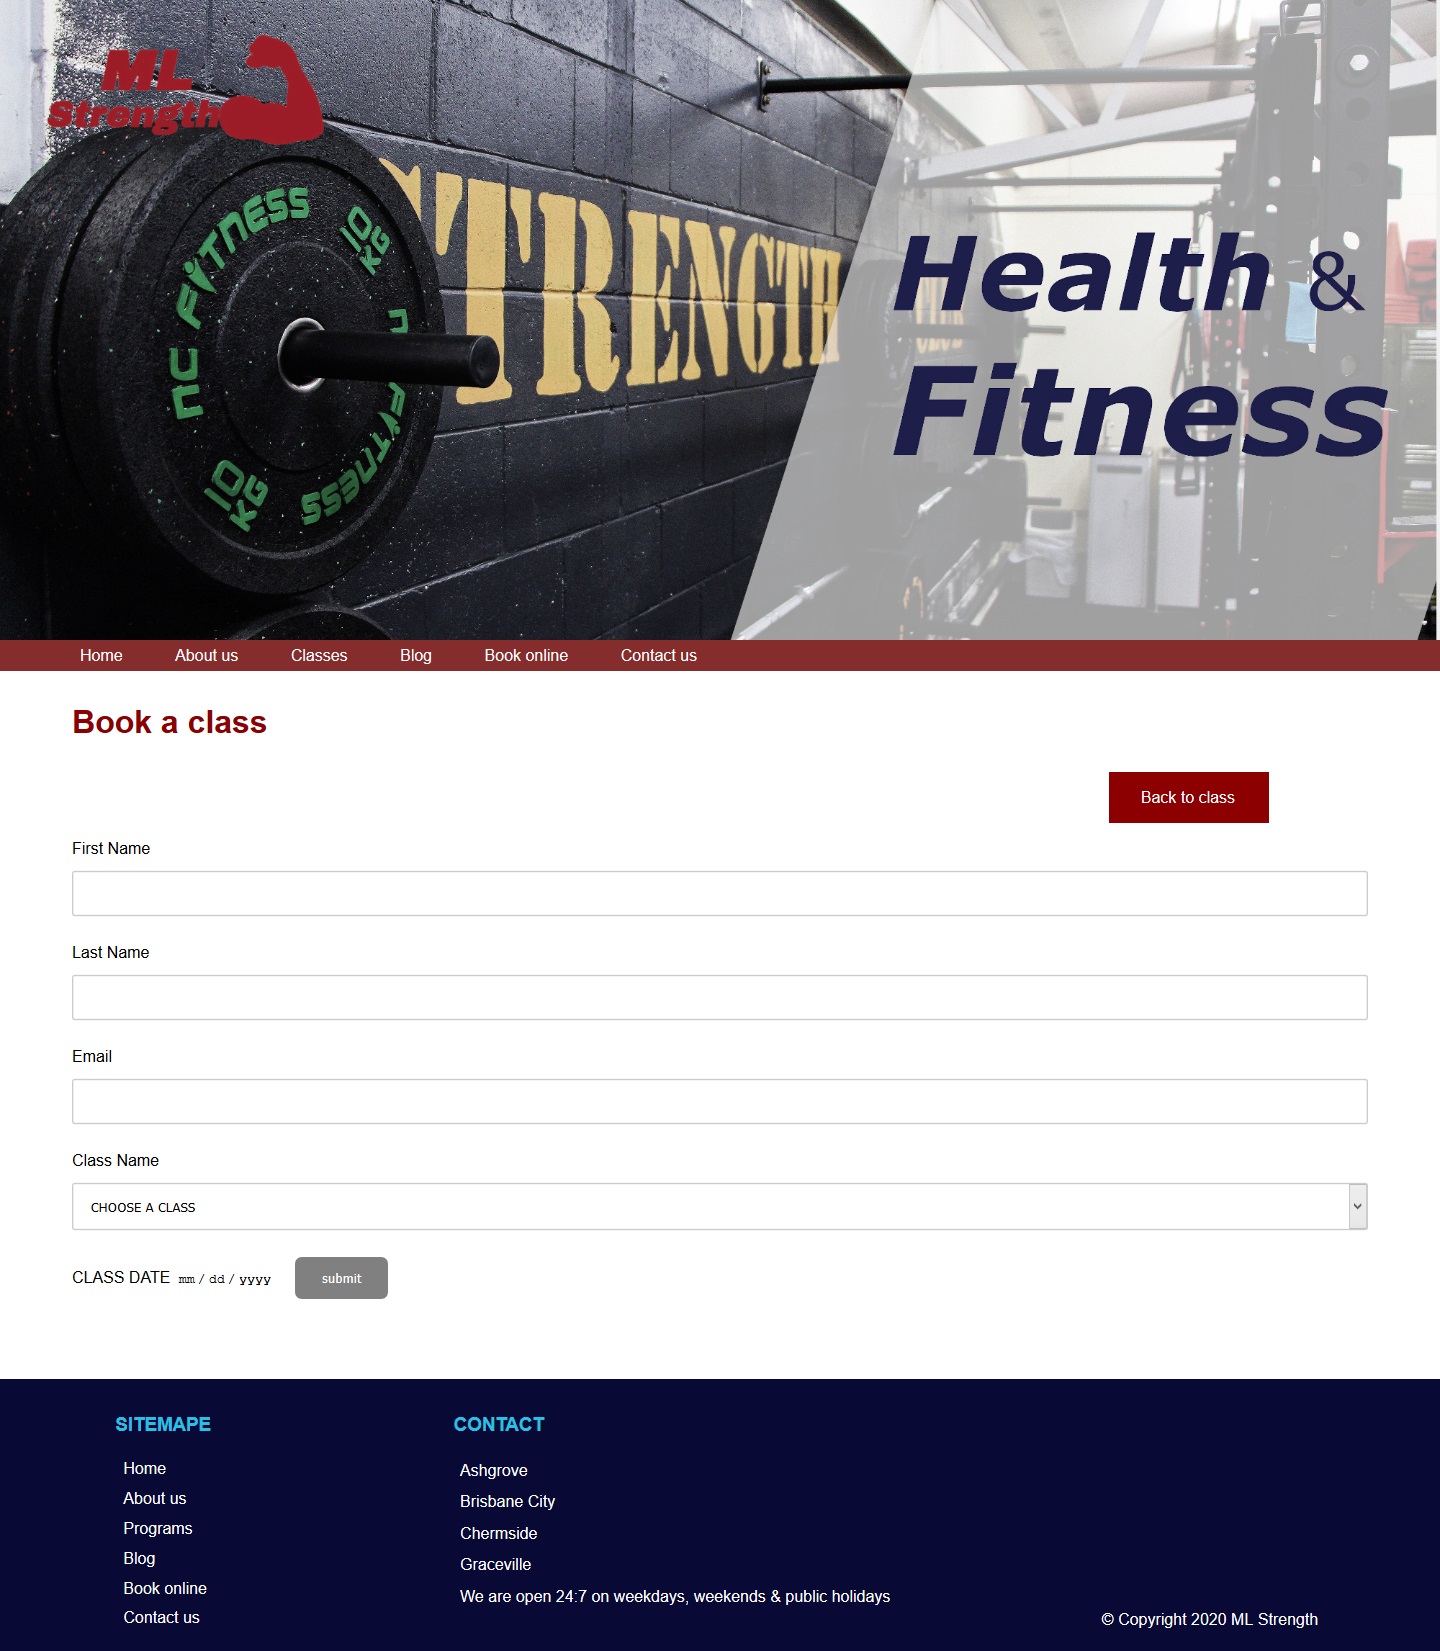 ML
Strength
NC FITNESS
10
KG
NC FITNESS
10
KG
STRENGTH
CLUB
Health &
Fitness
Home
About us
Classes
Blog
Book online
Contact us
Book a class
Back to class
First Name
Last Name
Email
Class Name
CHOOSE A CLASS
CLASS DATE mm / dd / yyyy
submit
SITEMAPE
Home
About us
Programs
Blog
Book online
Contact us
CONTACT
Ashgrove
Brisbane City
Chermside
Graceville
We are open 24:7 on weekdays, weekends & public holidays
© Copyright 2020 ML Strength